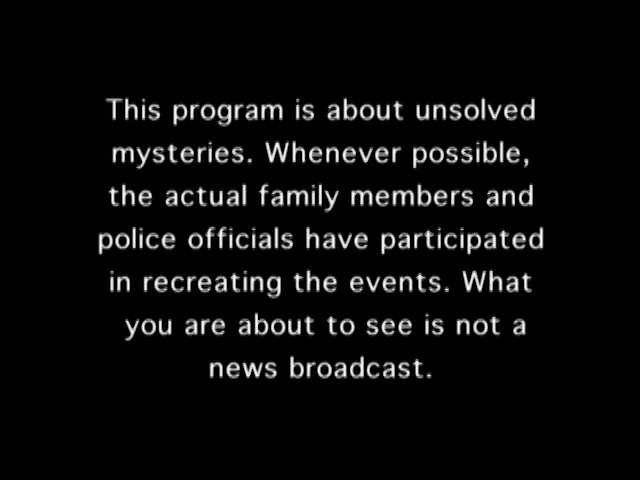 This program is about unsolved
mysteries. Whenever possible,
the actual family members and
police officials have participated
in recreating the events. What
you are about to see is not a
news broadcast.